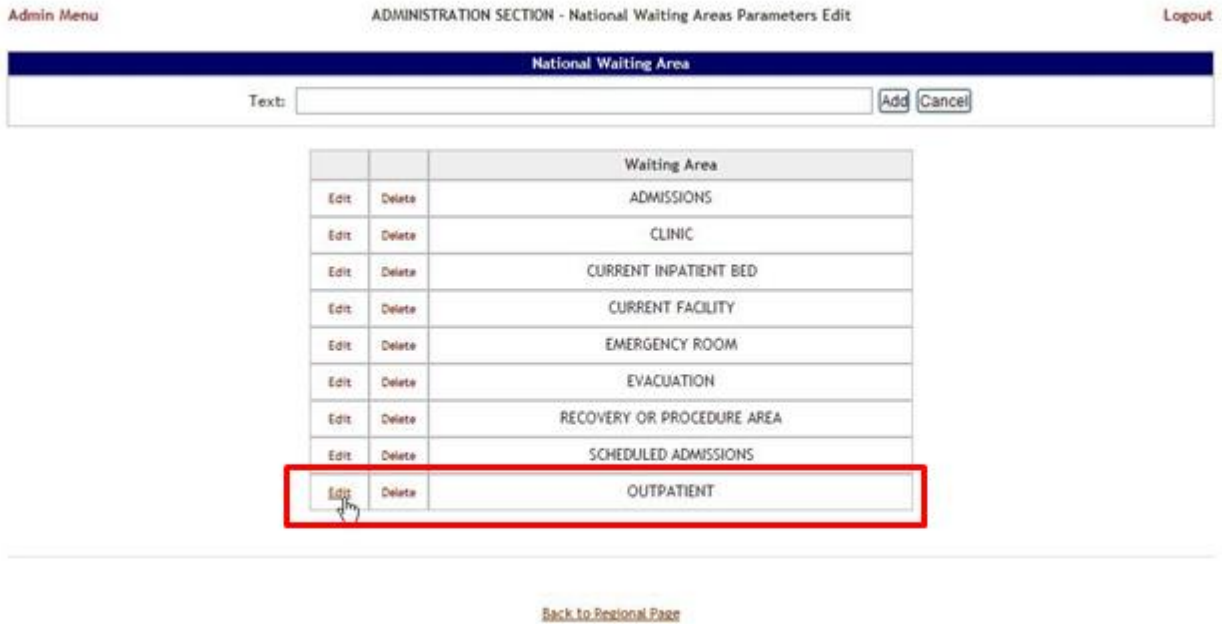 Admin Menu ADMINISTRATION SECTION - National Waiting Areas Parameters Edit Logout
National Waiting Area
Text: Add Cancel
Waiting Area
Edit Delete ADMISSIONS
Edit Delete CLINIC
Edit Delete CURRENT INPATIENT BED
Edit Delete CURRENT FACILITY
Edit Delete EMERGENCY ROOM
Edit Delete EVACUATION
Edit Delete RECOVERY OR PROCEDURE AREA
Edit Delete SCHEDULED ADMISSIONS
Edit Delete OUTPATIENT
Back to Regional Page